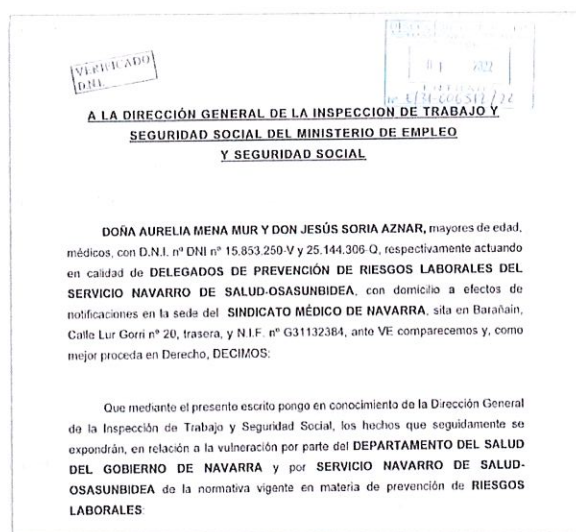 VERIFICADO
D.N.I.
2022
A LA DIRECCIÓN GENERAL DE LA INSPECCION DE TRABAJO Y
SEGURIDAD SOCIAL DEL MINISTERIO DE EMPLEO
Y SEGURIDAD SOCIAL
DOÑA AURELIA MENA MUR Y DON JESÚS SORIA AZNAR, mayores de edad,
médicos, con D.N.I. nº DNI nº 15.853.250-V y 25.144.306-Q, respectivamente actuando
en calidad de DELEGADOS DE PREVENCIÓN DE RIESGOS LABORALES DEL
SERVICIO NAVARRO DE SALUD-OSASUNBIDEA, con domicilio a efectos de
notificaciones en la sede del SINDICATO MÉDICO DE NAVARRA, sita en Barañain,
Calle Lur Gorri nº 20, trasera, y N.I.F. nº G31132384, ante VE comparecemos y, como
mejor proceda en Derecho, DECIMOS:
Que mediante el presente escrito pongo en conocimiento de la Dirección General
de la Inspección de Trabajo y Seguridad Social, los hechos que seguidamente se
expondrán, en relación a la vulneración por parte del DEPARTAMENTO DEL SALUD
DEL GOBIERNO DE NAVARRA y por SERVICIO NAVARRO DE SALUD-
OSASUNBIDEA de la normativa vigente en materia de prevención de RIESGOS
LABORALES: